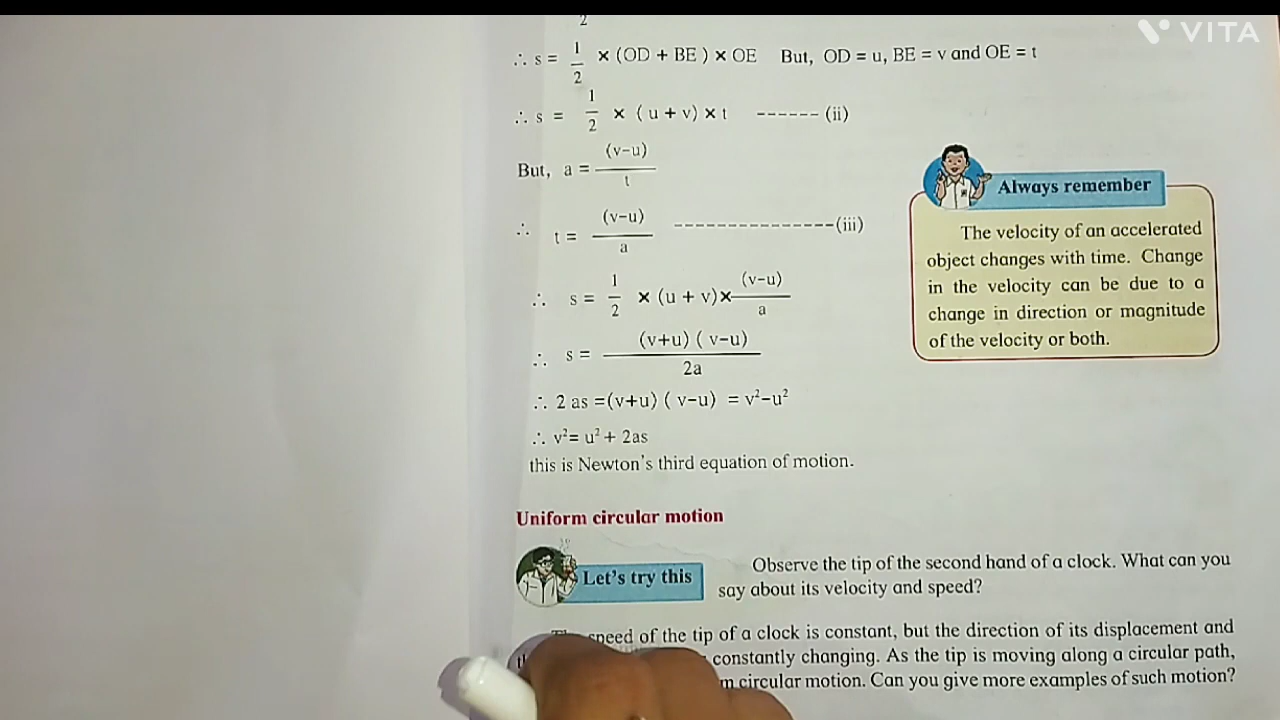 VITA
2
∴ s = 1/2 × (OD + BE ) × OE But, OD = u, BE = v and OE = t
∴ s = 1/2 × ( u + v) × t ------ (ii)
But, a = (v–u)/t
∴ t = (v–u)/a ---------------(iii)
∴ s = 1/2 × (u + v)× (v–u)/a
∴ s = (v+u) ( v–u)/2a
∴ 2 as =(v+u) ( v–u) = v²–u²
∴ v²= u² + 2as
this is Newton's third equation of motion.
Always remember
The velocity of an accelerated
object changes with time. Change
in the velocity can be due to a
change in direction or magnitude
of the velocity or both.
Uniform circular motion
Let's try this
Observe the tip of the second hand of a clock. What can you
say about its velocity and speed?
The speed of the tip of a clock is constant, but the direction of its displacement and
constantly changing. As the tip is moving along a circular path,
circular motion. Can you give more examples of such motion?